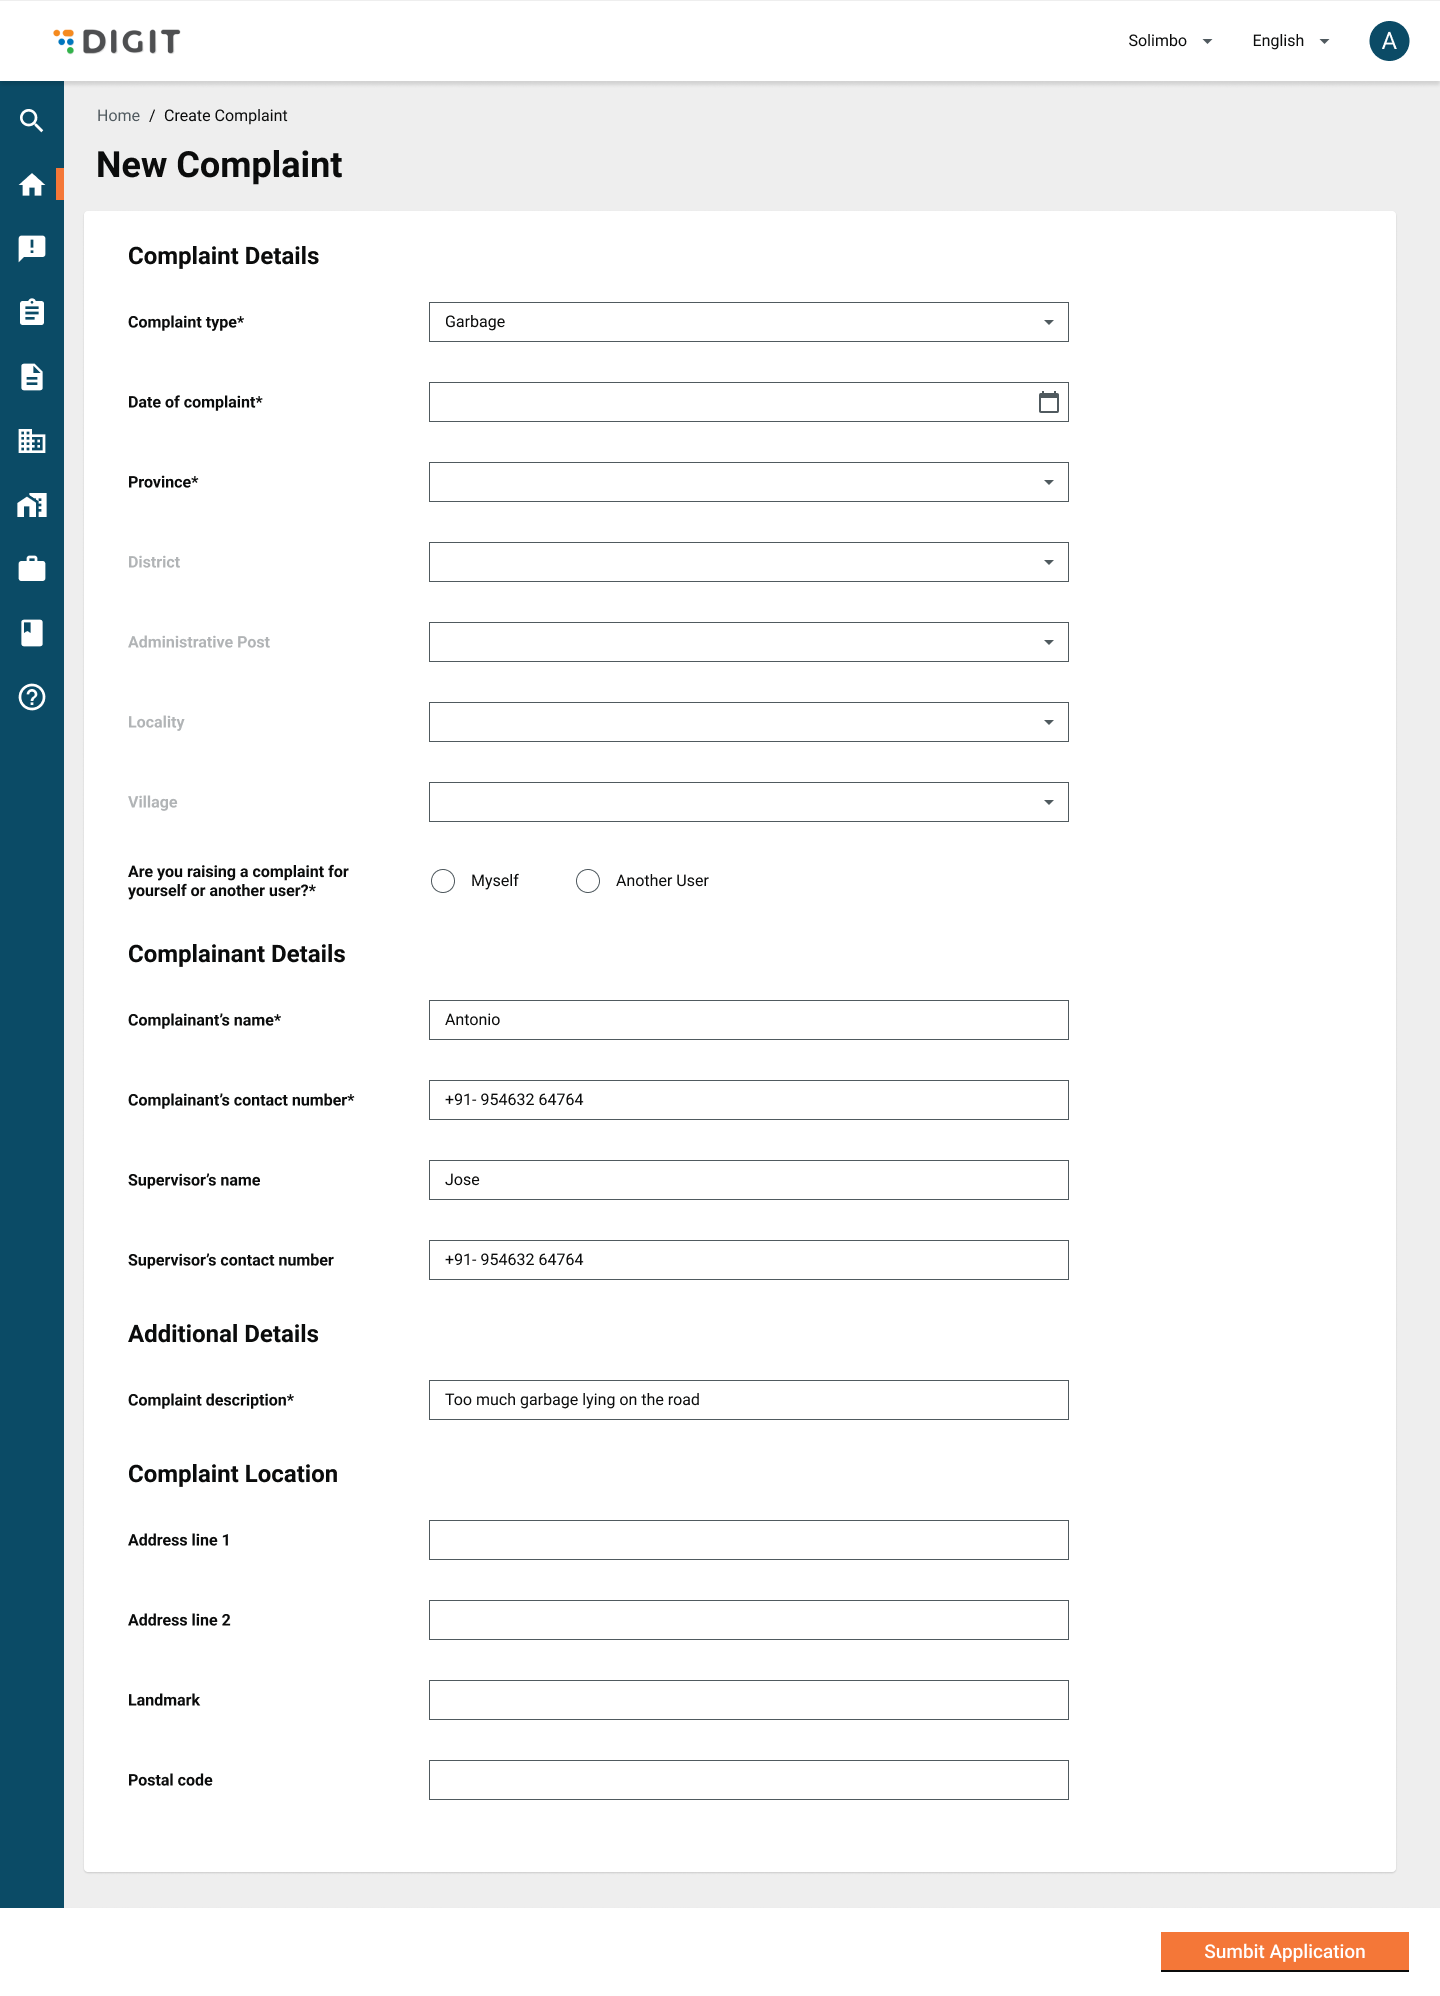 DIGIT
Solimbo
English
A
Home / Create Complaint
New Complaint
Complaint Details
Complaint type*
Garbage
Date of complaint*
Province*
District
Administrative Post
Locality
Village
Are you raising a complaint for
yourself or another user?*
Myself
Another User
Complainant Details
Complainant’s name*
Antonio
Complainant’s contact number*
+91- 954632 64764
Supervisor’s name
Jose
Supervisor’s contact number
+91- 954632 64764
Additional Details
Complaint description*
Too much garbage lying on the road
Complaint Location
Address line 1
Address line 2
Landmark
Postal code
Sumbit Application